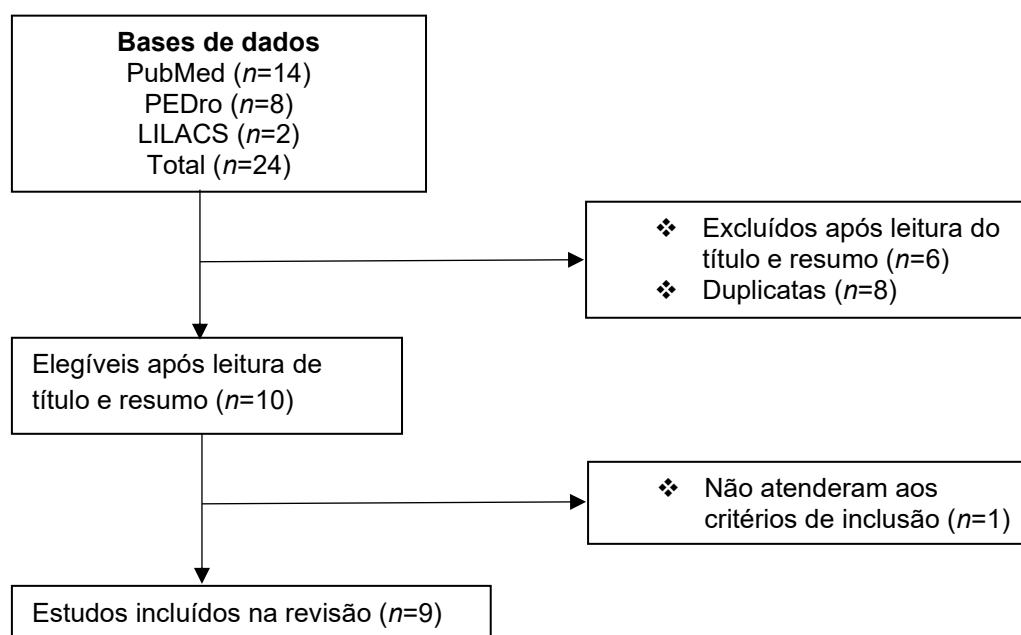 Bases de dados
PubMed (n=14)
PEDro (n=8)
LILACS (n=2)
Total (n=24)
❖ Excluídos após leitura do
título e resumo (n=6)
❖ Duplicatas (n=8)
Elegíveis após leitura de
título e resumo (n=10)
❖ Não atenderam aos
critérios de inclusão (n=1)
Estudos incluídos na revisão (n=9)